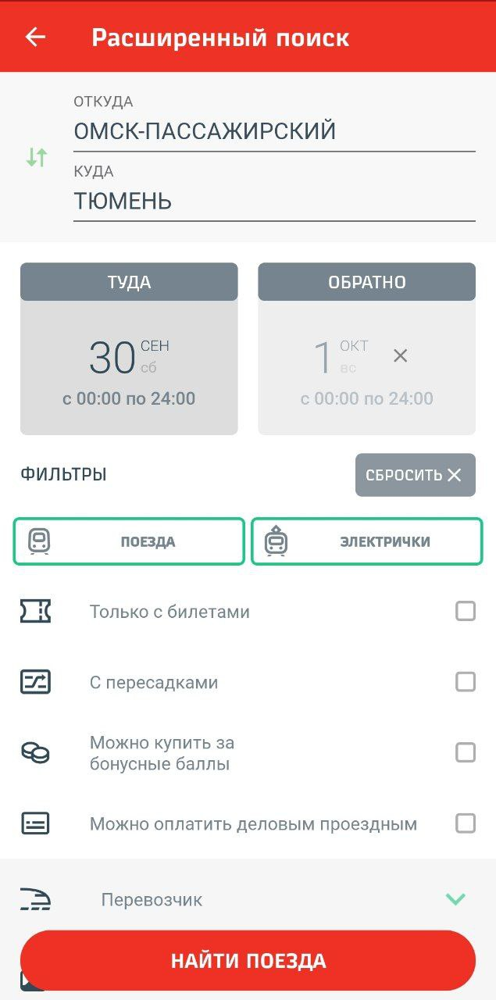 Расширенный поиск
ОТКУДА
ОМСК-ПАССАЖИРСКИЙ
КУДА
ТЮМЕНЬ
ТУДА
ОБРАТНО
30 СЕН
сб
с 00:00 по 24:00
1 ОКТ
вс
с 00:00 по 24:00
ФИЛЬТРЫ
СБРОСИТЬ
ПОЕЗДА
ЭЛЕКТРИЧКИ
Только с билетами
С пересадками
Можно купить за
бонусные баллы
Можно оплатить деловым проездным
Перевозчик
НАЙТИ ПОЕЗДА